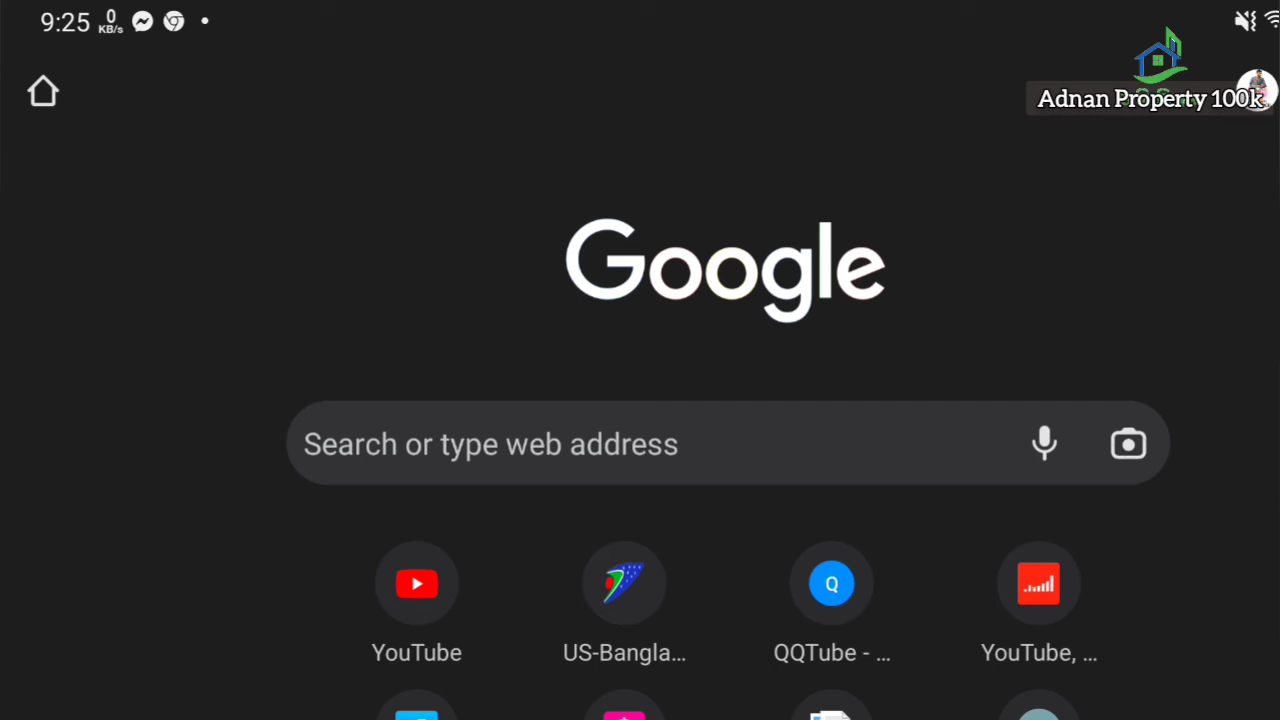 9:25 0 KB/s
Adnan Property 100k
Google
Search or type web address
Q
YouTube US-Bangla... QQTube - ... YouTube, ...